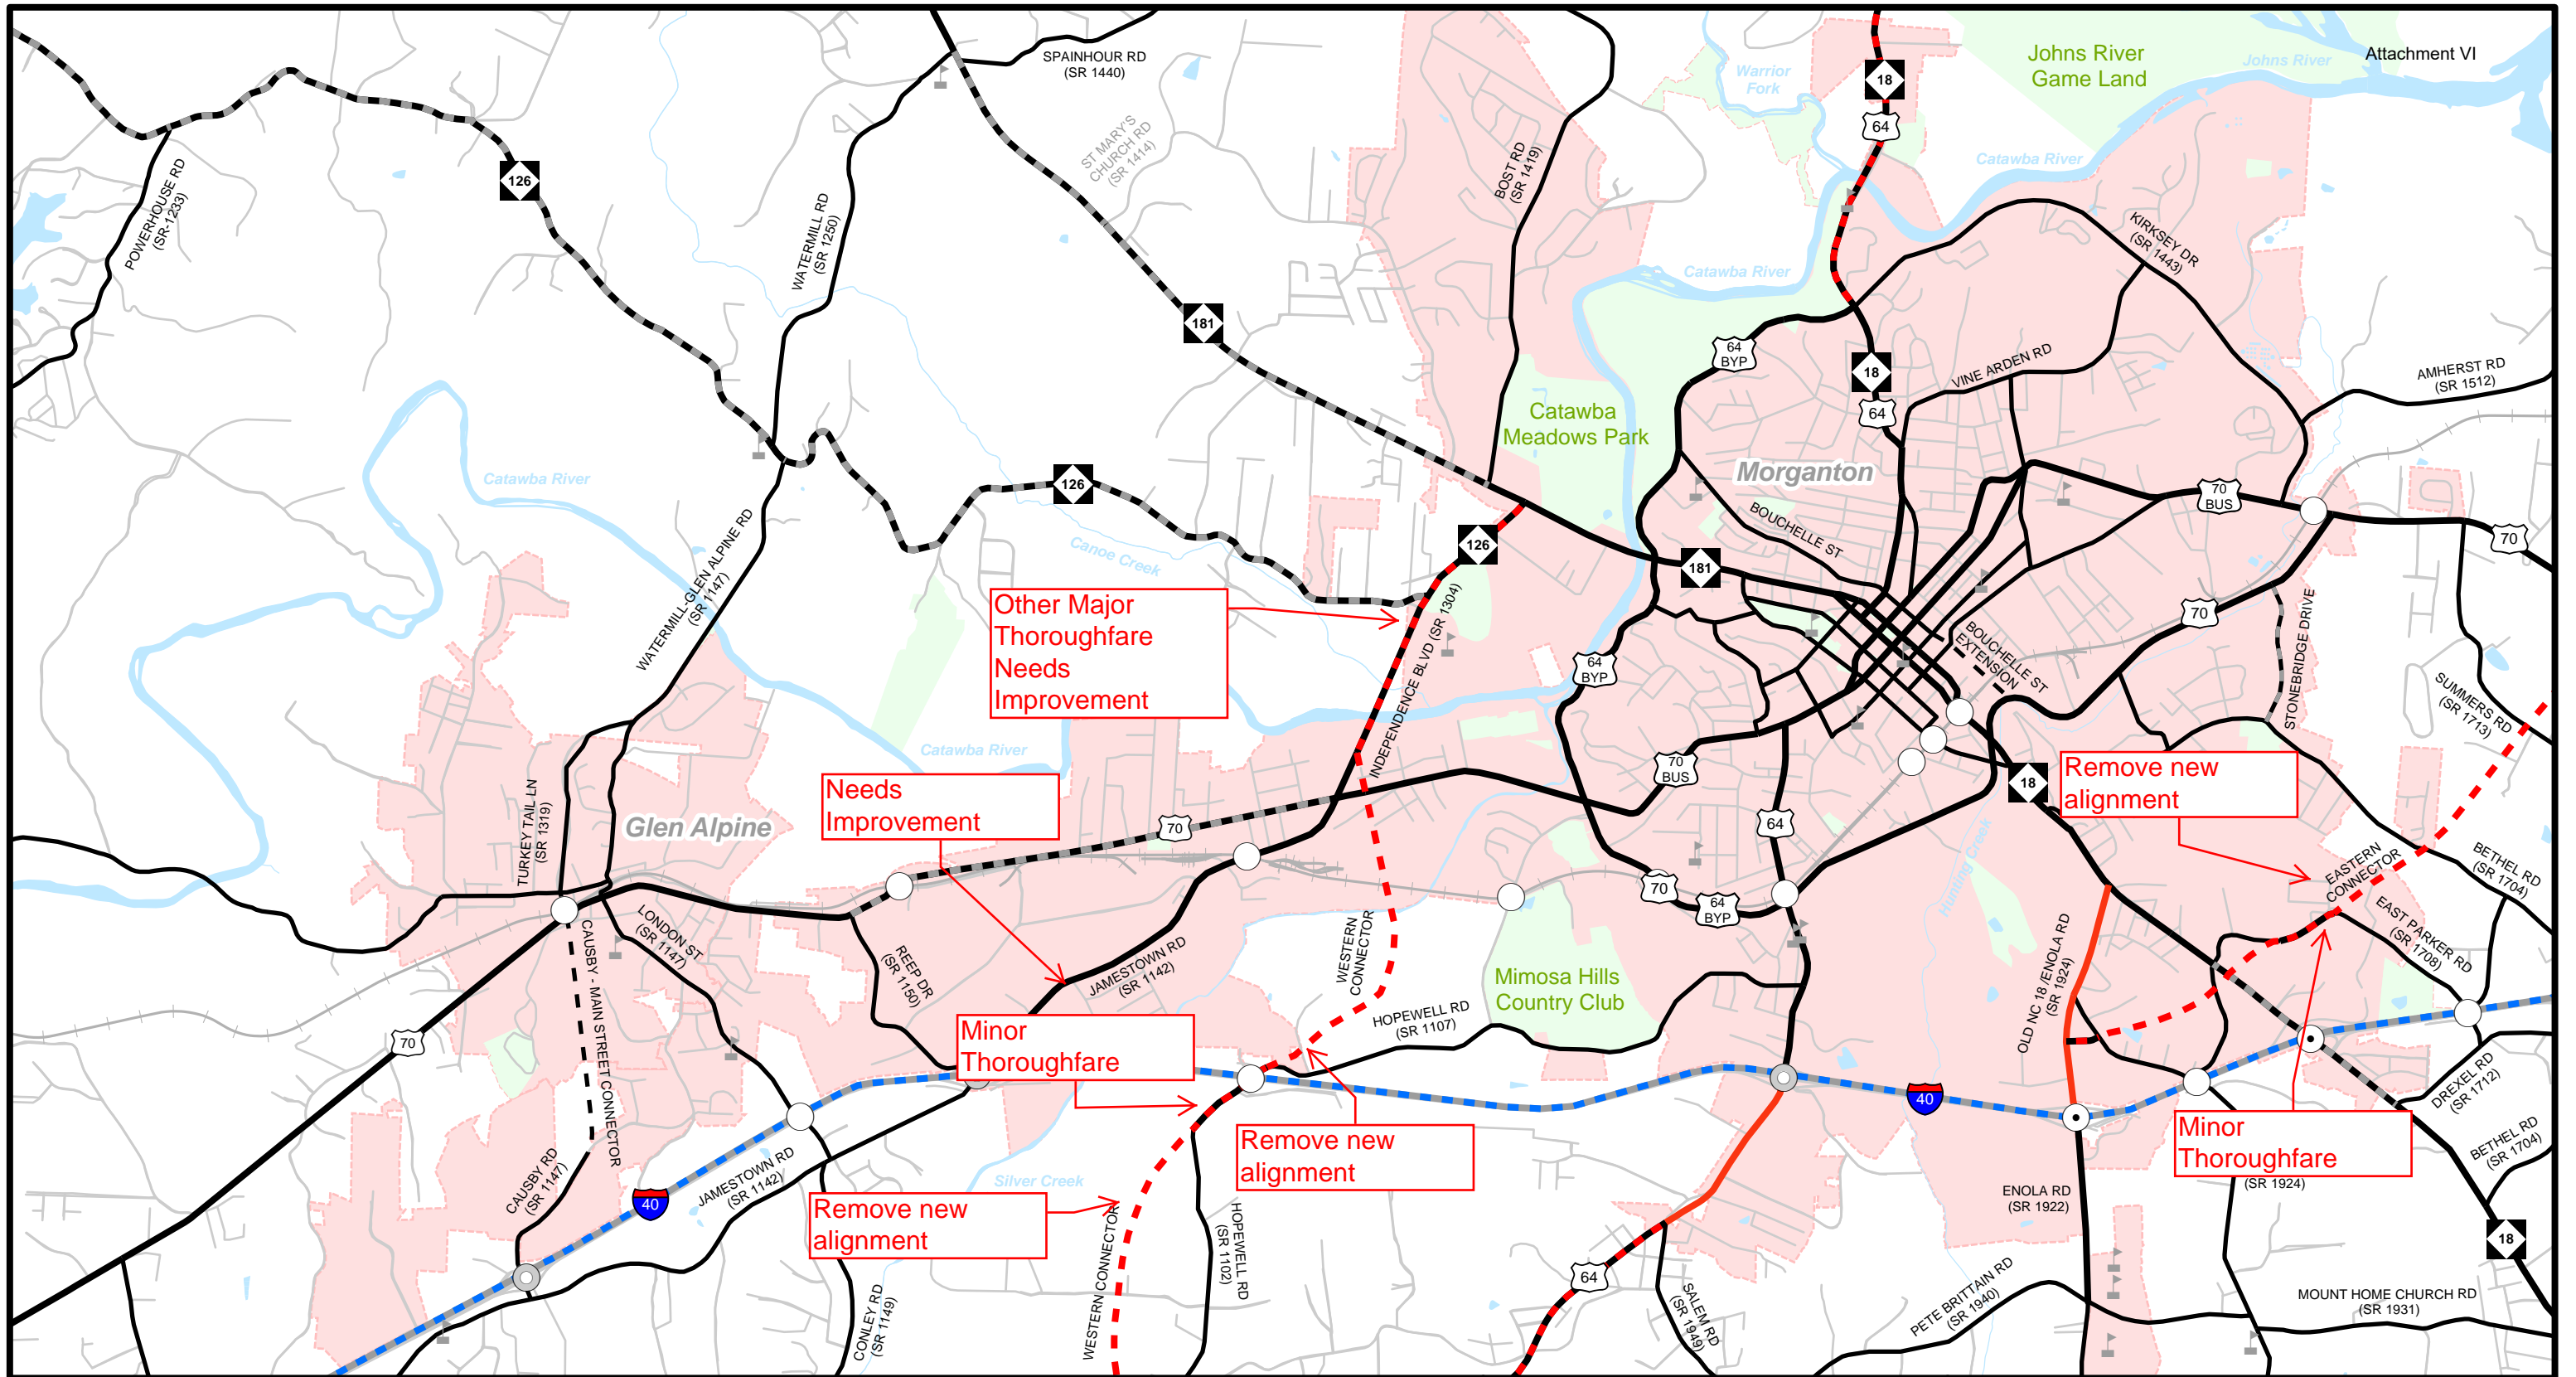 Attachment VI
SPAINHOUR RD
(SR 1440)
Johns River
Game Land
Johns River
Warrior
Fork
18
64
ST MARY'S
CHURCH RD
(SR 1414)
BOST RD
(SR 1419)
Catawba River
126
POWERHOUSE RD
(SR-1233)
WATERMILL RD
(SR 1250)
KIRKSEY DR
(SR 1443)
Catawba River
181
64
BYP
18
64
VINE ARDEN RD
AMHERST RD
(SR 1512)
Catawba
Meadows Park
Morganton
Catawba River
126
70
BUS
BOUCHELLE ST
WATERMILL-GLEN ALPINE RD
(SR 1147)
Canoe Creek
126
181
70
Other Major
Thoroughfare
Needs
Improvement
INDEPENDENCE BLVD (SR 1304)
70
BOUCHELLE ST
EXTENSION
STONEBRIDGE DRIVE
64
BYP
SUMMERS RD
(SR 1713)
Catawba River
70
BUS
18
Remove new
alignment
Needs
Improvement
TURKEY TAIL LN
(SR 1319)
Glen Alpine
70
64
Hunting Creek
EASTERN
CONNECTOR
BETHEL RD
(SR 1704)
70
64
BYP
EAST PARKER RD
(SR 1708)
LONDON ST
(SR 1147)
CAUSBY - MAIN STREET CONNECTOR
REEP DR
(SR 1150)
JAMESTOWN RD
(SR 1142)
WESTERN
CONNECTOR
Mimosa Hills
Country Club
OLD NC 18 /ENOLA RD
(SR 1924)
HOPEWELL RD
(SR 1107)
70
Minor
Thoroughfare
40
DREXEL RD
(SR 1712)
Remove new
alignment
Minor
Thoroughfare
(SR 1924)
BETHEL RD
(SR 1704)
CAUSBY RD
(SR 1147)
40
JAMESTOWN RD
(SR 1142)
Silver Creek
Remove new
alignment
ENOLA RD
(SR 1922)
18
WESTERN CONNECTOR
HOPEWELL RD
(SR 1102)
64
CONLEY RD
(SR 1149)
SALEM RD
(SR 1949)
PETE BRITTAIN RD
(SR 1940)
MOUNT HOME CHURCH RD
(SR 1931)